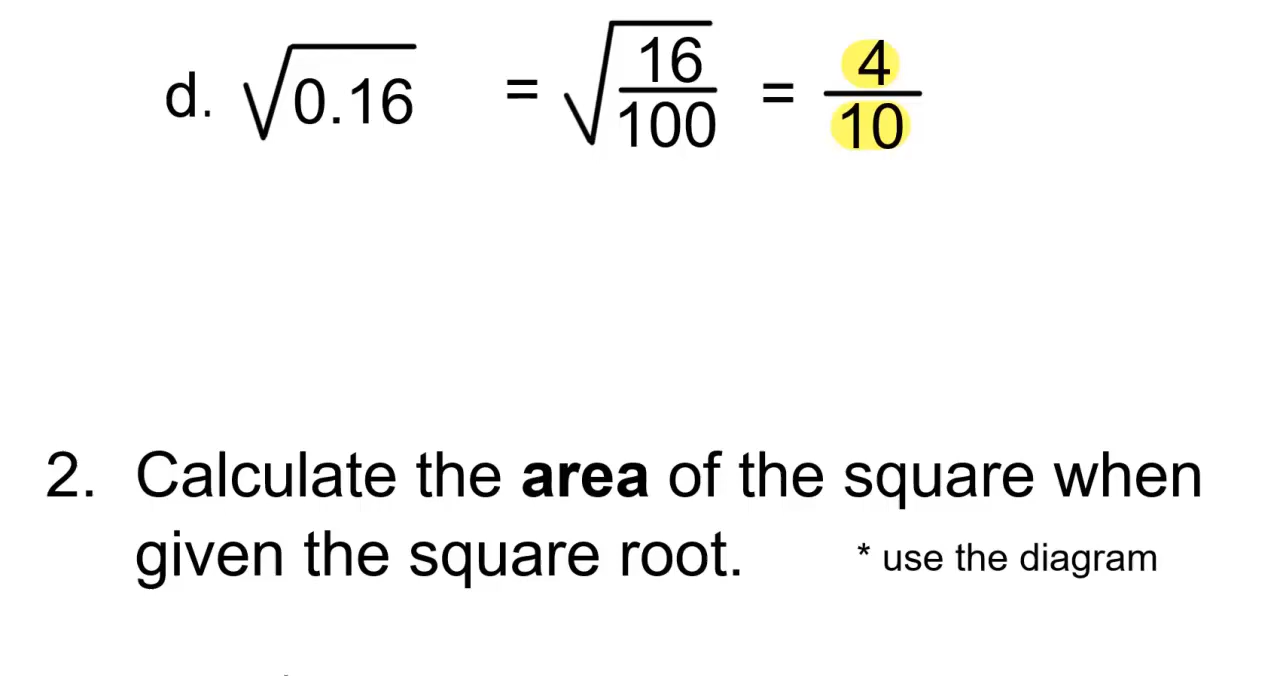 d. √0.16 = √16/100 = 4/10
2. Calculate the area of the square when
given the square root. * use the diagram